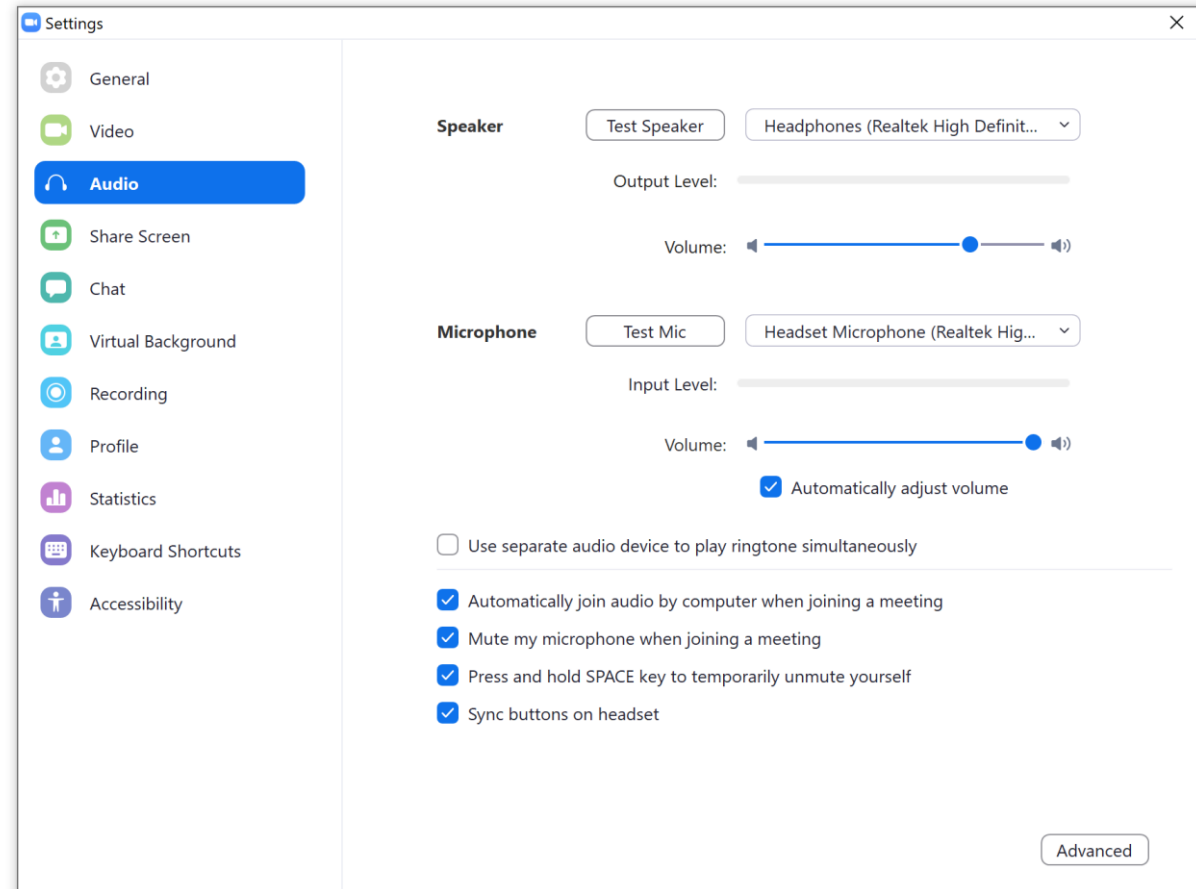 Settings
General
Video
Audio
Share Screen
Chat
Virtual Background
Recording
Profile
Statistics
Keyboard Shortcuts
Accessibility
Speaker Test Speaker Headphones (Realtek High Definit...
Output Level:
Volume:
Microphone Test Mic Headset Microphone (Realtek Hig...
Input Level:
Volume:
Automatically adjust volume
Use separate audio device to play ringtone simultaneously
Automatically join audio by computer when joining a meeting
Mute my microphone when joining a meeting
Press and hold SPACE key to temporarily unmute yourself
Sync buttons on headset
Advanced